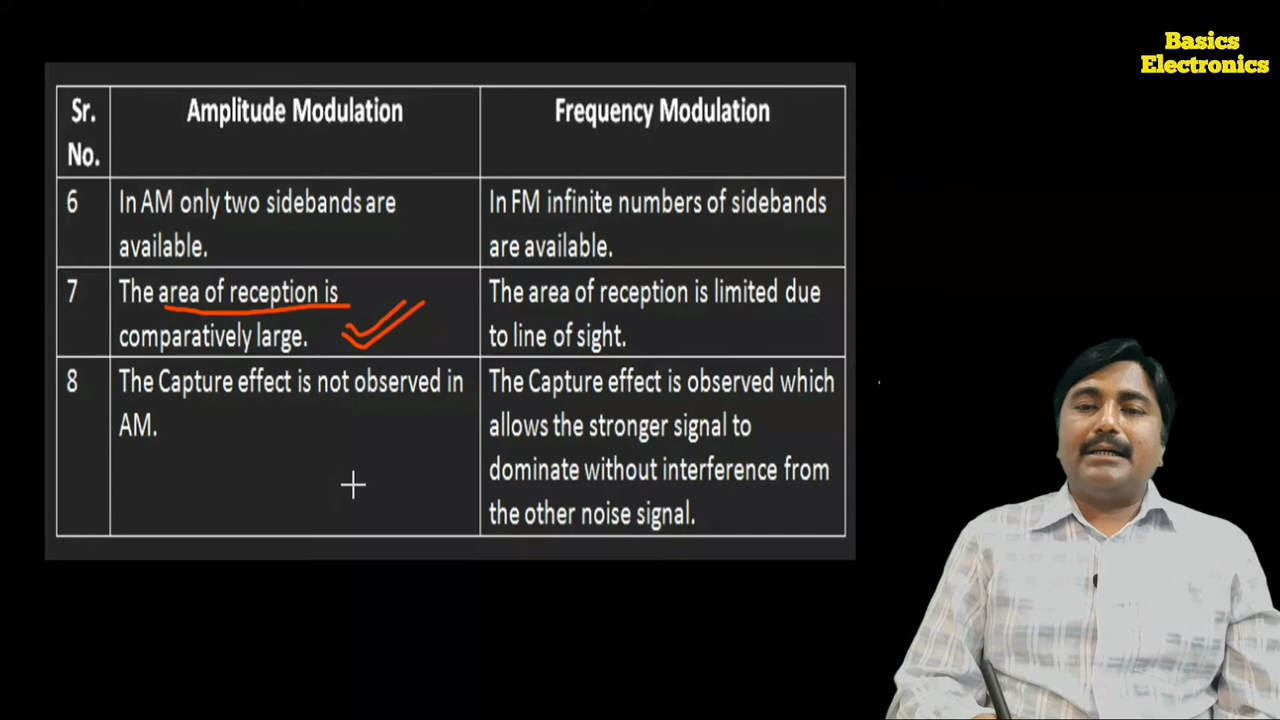 Basics
Electronics
Sr.
No.
Amplitude Modulation
Frequency Modulation
6
In AM only two sidebands are
available.
In FM infinite numbers of sidebands
are available.
7
The area of reception is
comparatively large.
The area of reception is limited due
to line of sight.
8
The Capture effect is not observed in
AM.
The Capture effect is observed which
allows the stronger signal to
dominate without interference from
the other noise signal.